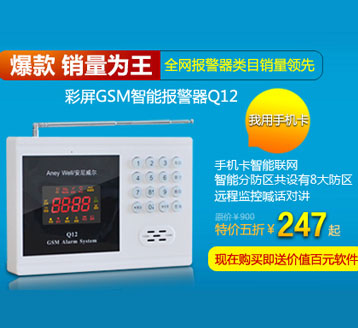 爆款 销量为王
全网报警器类目销量领先
彩屏GSM智能报警器Q12
我用手机卡
Aney Well/安尼威尔
8888
Q12
GSM Alarm System
手机卡智能联网
智能分防区共设有8大防区
远程监控喊话对讲
原价¥900
特价五折¥247起
现在购买即送价值百元软件